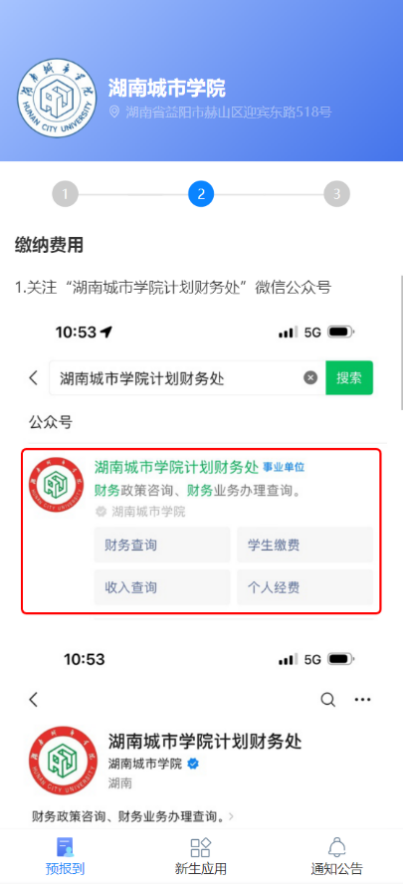 湖南城市学院
湖南省益阳市赫山区迎宾东路518号
1 2 3
缴纳费用
1.关注“湖南城市学院计划财务处”微信公众号
10:53 5G
湖南城市学院计划财务处 搜索
公众号
湖南城市学院计划财务处 事业单位
财务政策咨询、财务业务办理查询。
湖南城市学院
财务查询 学生缴费
收入查询 个人经费
10:53 5G
湖南城市学院计划财务处
湖南城市学院
湖南
财务政策咨询、财务业务办理查询。
预报到 新生应用 通知公告
HUNAN CITY UNIVERSITY